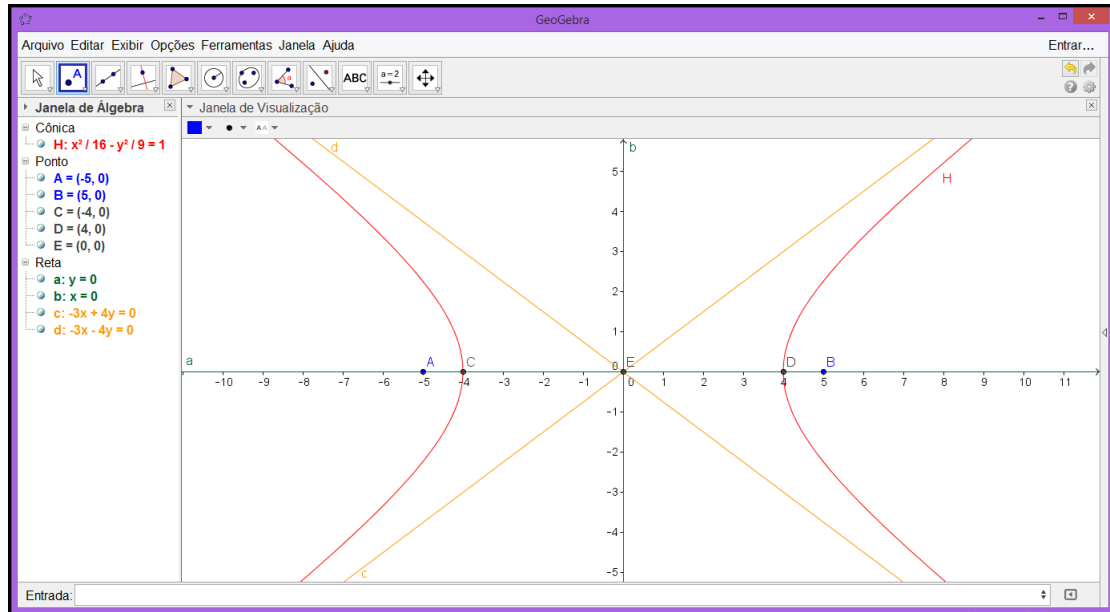 GeoGebra
Arquivo Editar Exibir Opções Ferramentas Janela Ajuda
Entrar...
A
α
ABC
a=2
Janela de Álgebra
Janela de Visualização
AA
Cônica
H: x² / 16 - y² / 9 = 1
Ponto
A = (-5, 0)
B = (5, 0)
C = (-4, 0)
D = (4, 0)
E = (0, 0)
Reta
a: y = 0
b: x = 0
c: -3x + 4y = 0
d: -3x - 4y = 0
d
b
H
5
4
3
2
1
0
a
A
C
E
D
B
-10 -9 -8 -7 -6 -5 -4 -3 -2 -1 0 1 2 3 4 5 6 7 8 9 10 11
-1
-2
-3
-4
-5
c
Entrada: